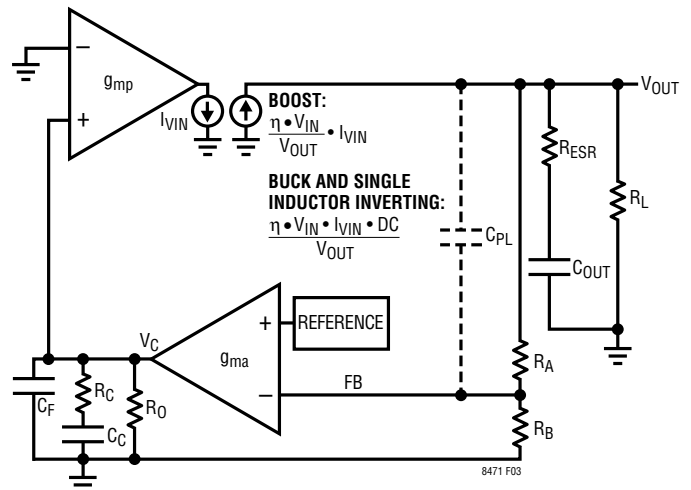 −
gmp
+
IVIN
BOOST:
η • VIN
VOUT
• IVIN
BUCK AND SINGLE
INDUCTOR INVERTING:
η • VIN • IVIN • DC
VOUT
VOUT
RESR
RL
CPL
COUT
VC
+
REFERENCE
gma
RA
FB
−
CF
RC
RO
CC
RB
8471 F03